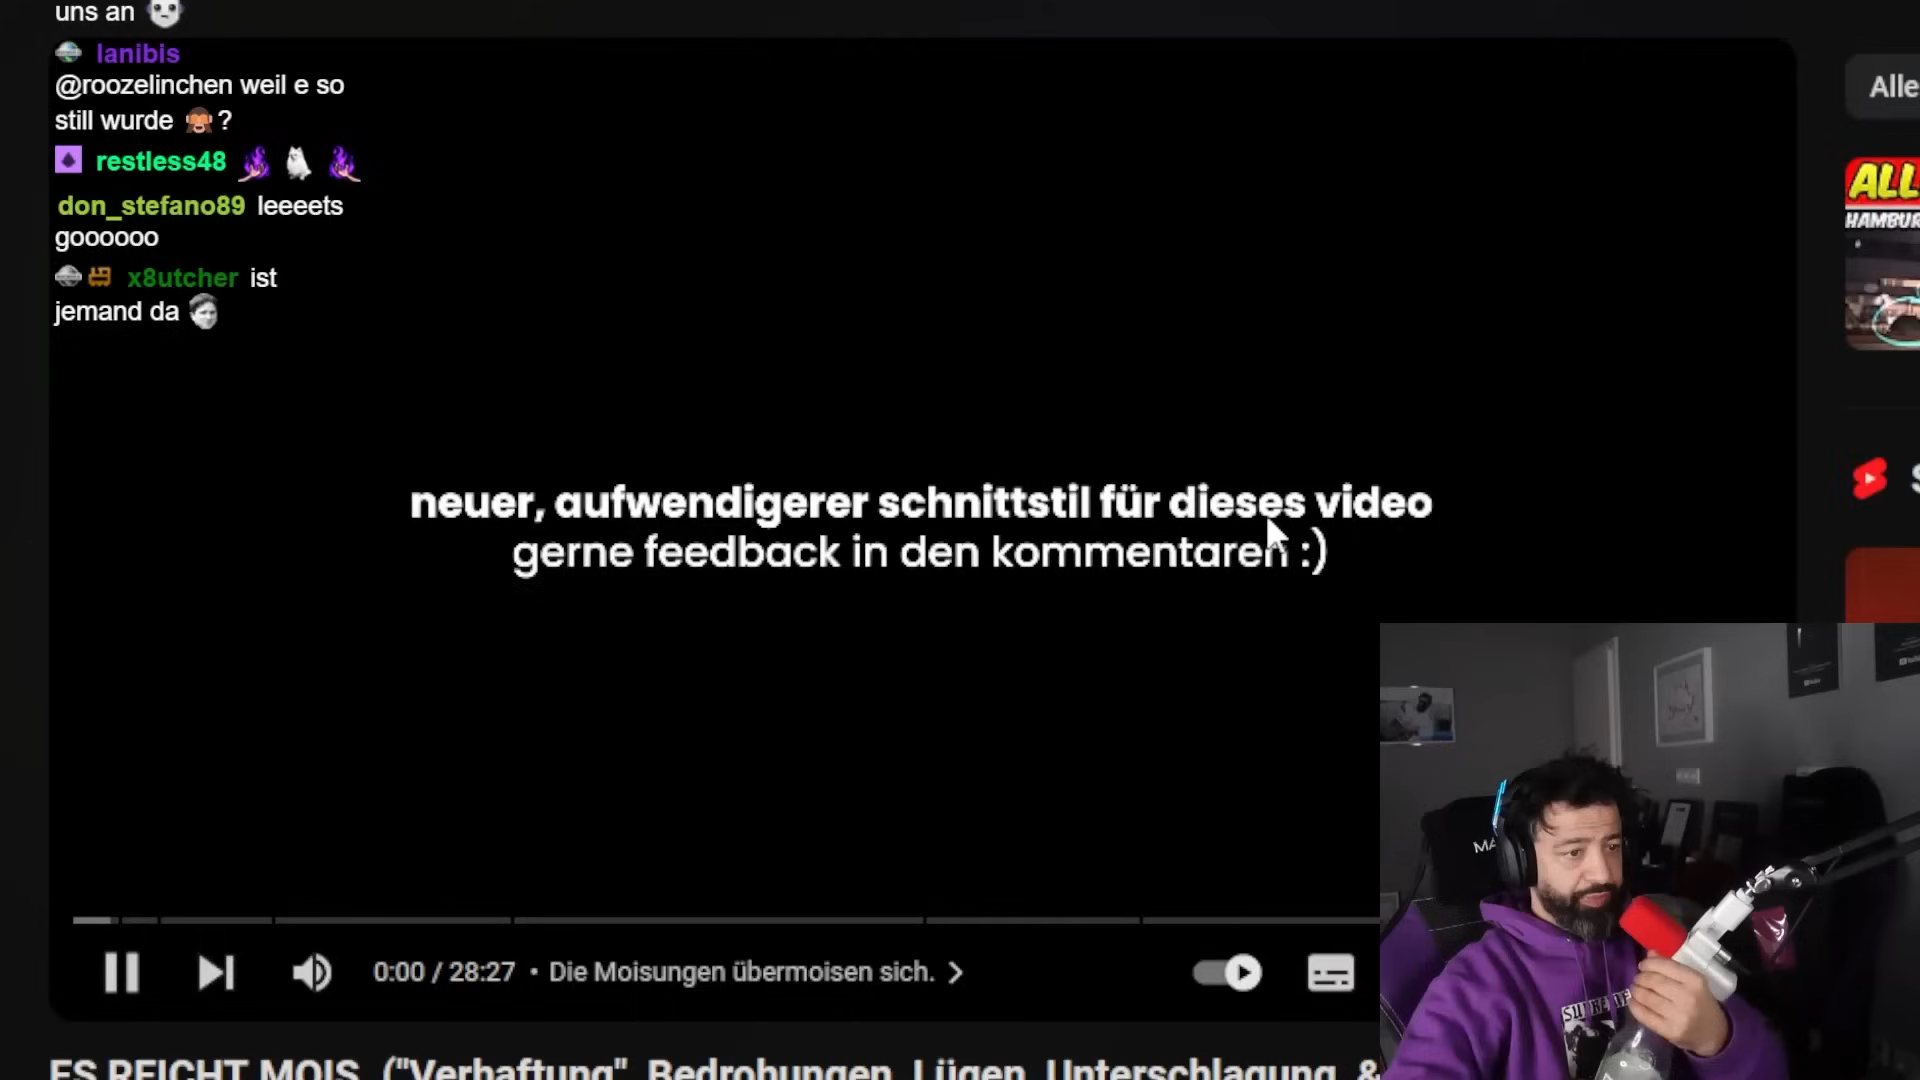 uns an
lanibis
@roozelinchen weil e so
still wurde ?
restless48
don_stefano89 leeeets
goooooo
x8utcher ist
jemand da
neuer, aufwendigerer schnittstil für dieses video
gerne feedback in den kommentaren :)
0:00 / 28:27 • Die Moisungen übermoisen sich.
ES REICHT MOIS. ("Verhaftung", Bedrohungen, Lügen, Unterschlagung, &
Alle
ALL
HAMBUR